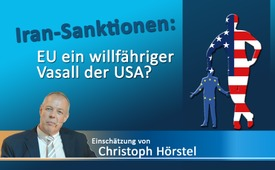 Iran-Sanktionen:
EU ein willfähriger
Vasall der USA?
Einschätzung von
Christoph Hörstel